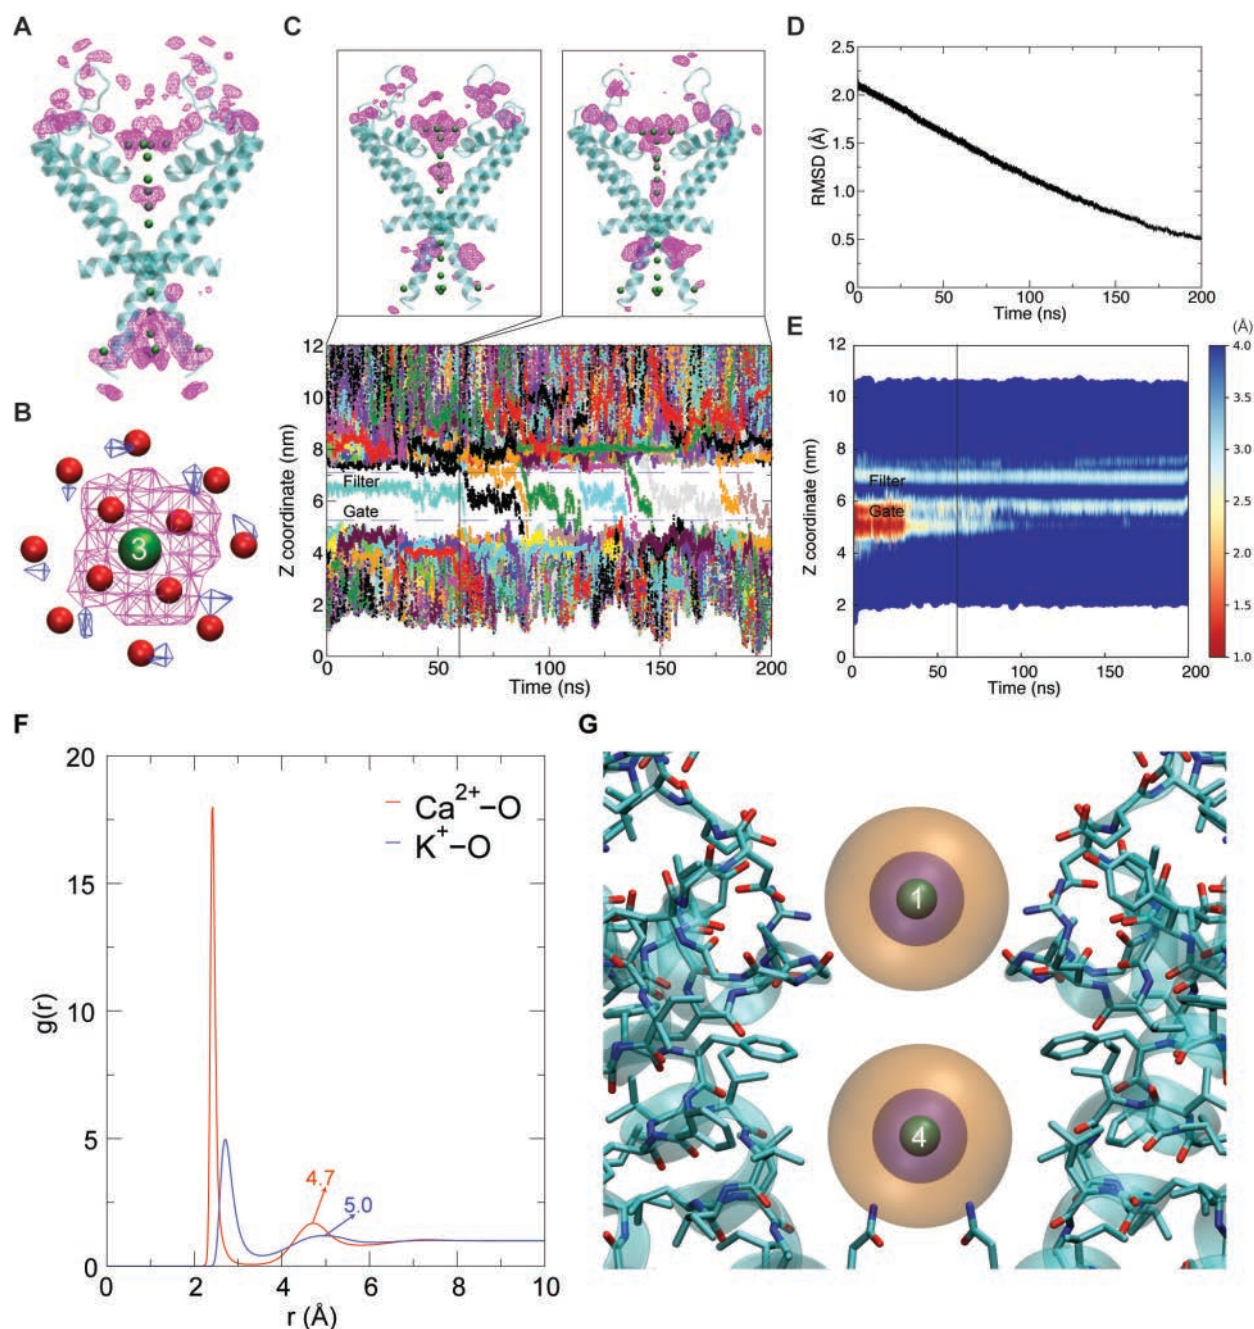 A
C
D
2.5
2.0
1.5
1.0
0.5
0
RMSD (Å)
0
50
100
150
200
Time (ns)
B
3
12
10
8
6
4
2
0
Z coordinate (nm)
Filter
Gate
0
50
100
150
200
Time (ns)
E
(Å)
12
10
8
6
4
2
0
Z coordinate (nm)
Filter
Gate
0
50
100
150
200
Time (ns)
4.0
3.5
3.0
2.5
2.0
1.5
1.0
F
20
15
10
5
0
g(r)
Ca²⁺–O
K⁺–O
4.7
5.0
0
2
4
6
8
10
r (Å)
G
1
4